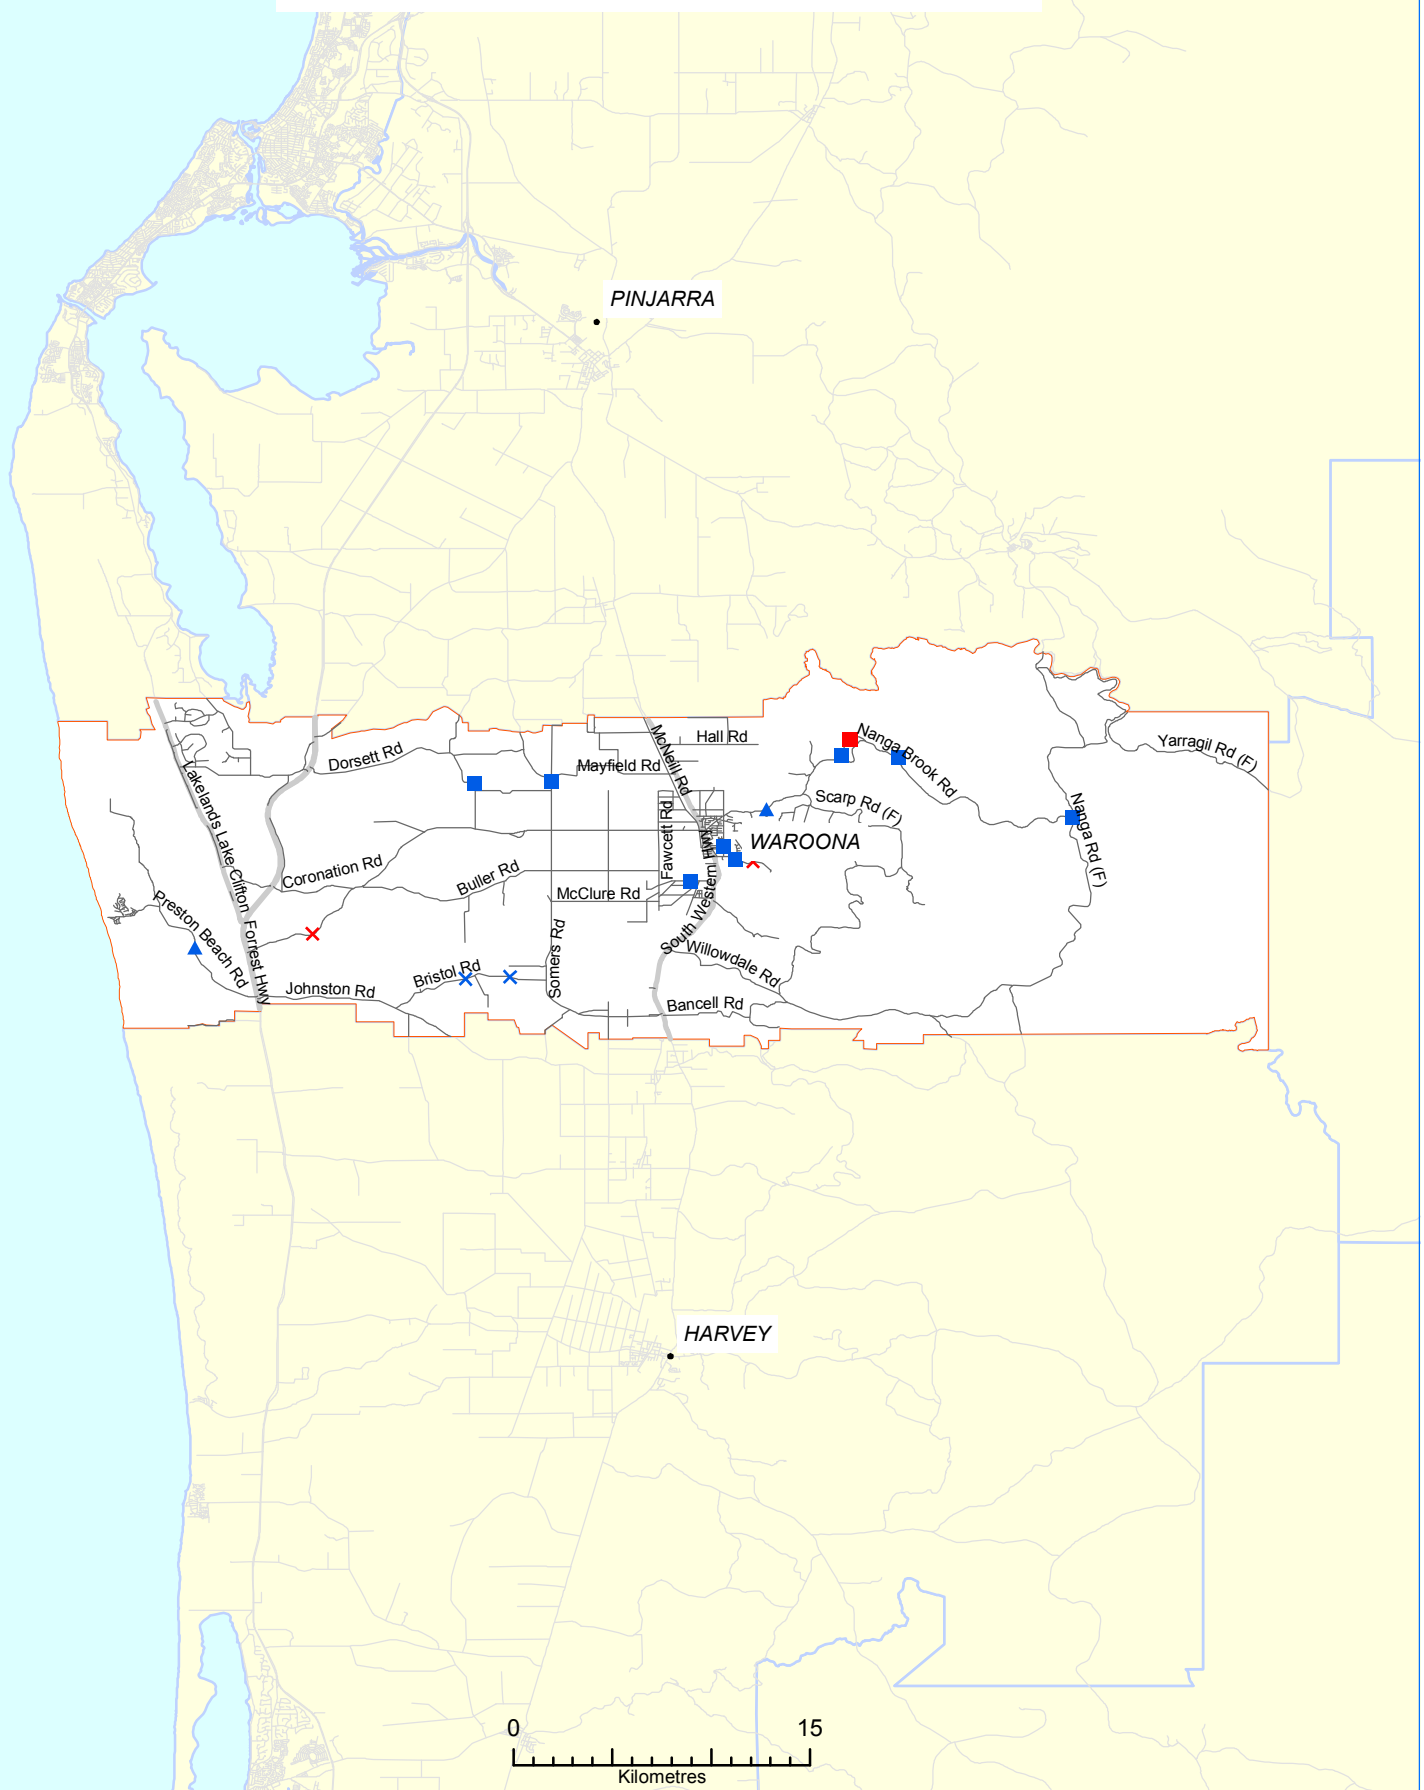 PINJARRA
Hall Rd
McNeill Rd
Nanga Brook Rd
Yarragil Rd (F)
Dorsett Rd
Mayfield Rd
Lakelands Lake Clifton
Scarp Rd (F)
Nanga Rd (F)
Fawcett Rd
WAROONA
Coronation Rd
Buller Rd
McClure Rd
South Western Hwy
Preston Beach Rd
Forrest Hwy
Somers Rd
Willowdale Rd
Bristol Rd
Johnston Rd
Bancell Rd
HARVEY
0 15
Kilometres